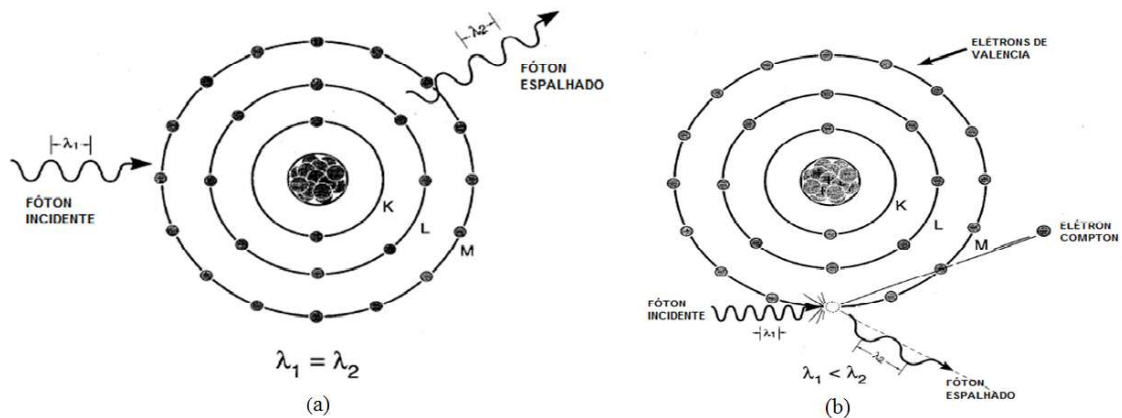 λ₁
FÓTON
INCIDENTE
λ₂
FÓTON
ESPALHADO
K
L
M
λ₁ = λ₂
(a)
ELÉTRONS DE
VALENCIA
K
L
M
ELÉTRON
COMPTON
FÓTON
INCIDENTE
λ₁
λ₂
λ₁ < λ₂
FÓTON
ESPALHADO
(b)